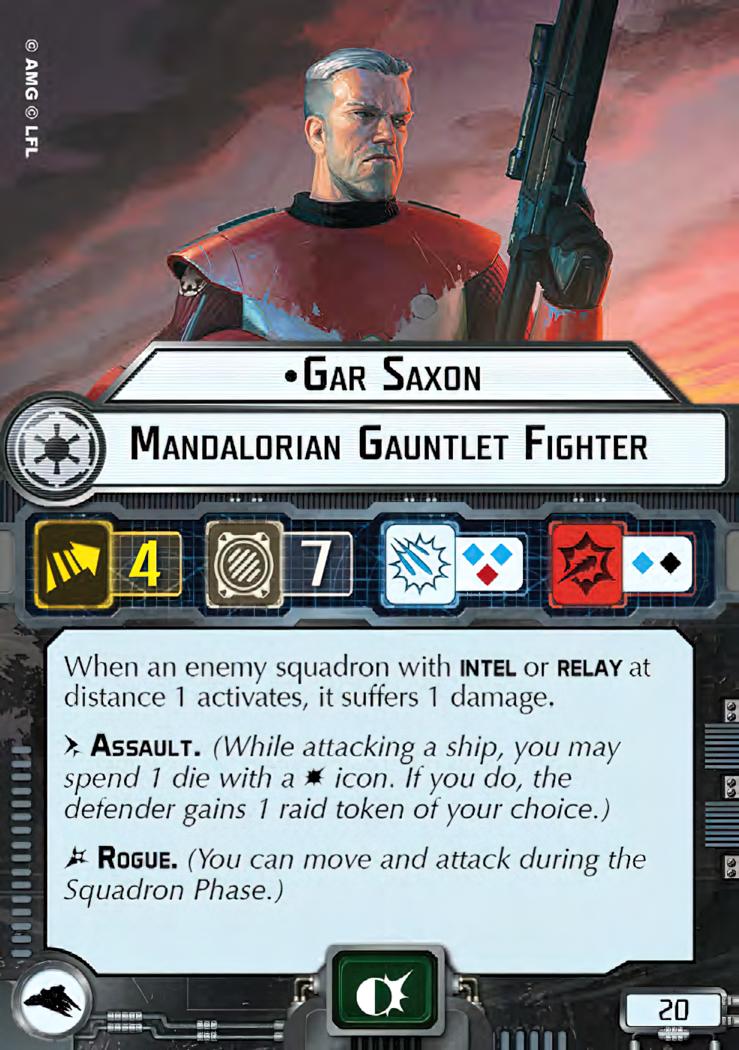 © AMG © LFL
•Gar Saxon
Mandalorian Gauntlet Fighter
4
7
When an enemy squadron with INTEL or RELAY at
distance 1 activates, it suffers 1 damage.
Assault. (While attacking a ship, you may
spend 1 die with a icon. If you do, the
defender gains 1 raid token of your choice.)
Rogue. (You can move and attack during the
Squadron Phase.)
20